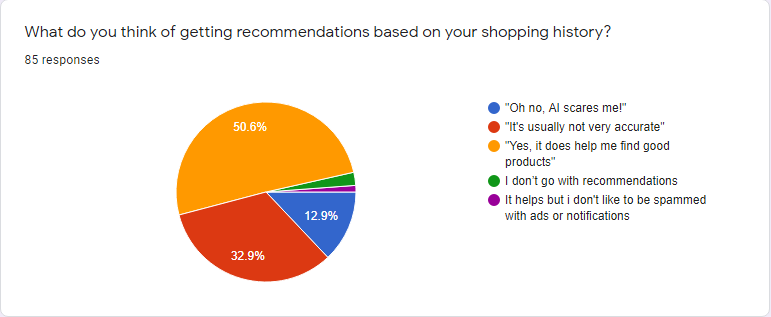 What do you think of getting recommendations based on your shopping history?
85 responses
50.6%
12.9%
32.9%
"Oh no, AI scares me!"
"It's usually not very accurate"
"Yes, it does help me find good
products"
I don't go with recommendations
It helps but i don't like to be spammed
with ads or notifications